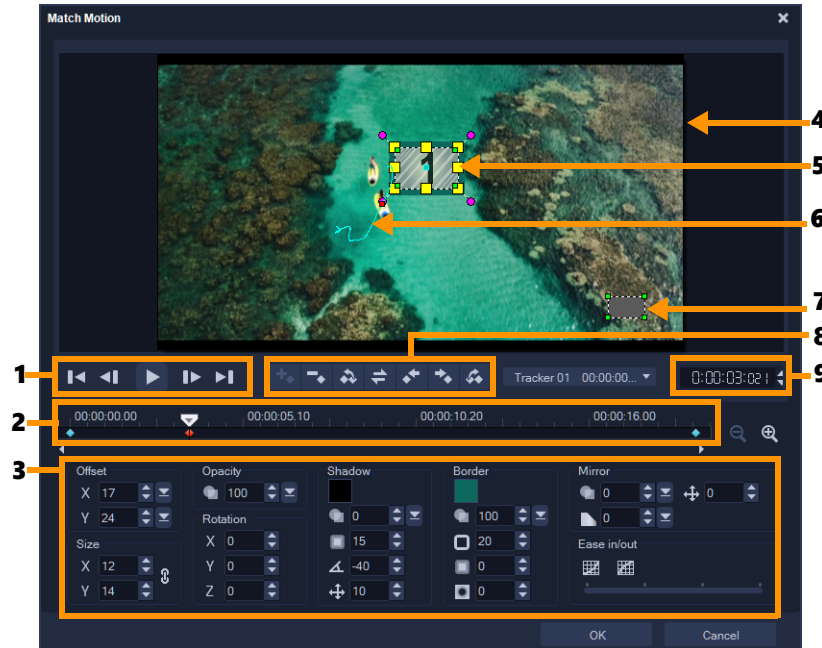 Match Motion
4
1
5
6
7
8
1
Tracker 01 00:00:00...
0:00:03:021
9
2
00:00:00.00 00:00:05.10 00:00:10.20 00:00:16.00
3
Offset Opacity Shadow Border Mirror
X 17 100 0 0
Y 24 Rotation 0 100 0
Size X 0 15 20 Ease in/out
X 12 Y 0 -40 0
Y 14 Z 0 10 0
OK Cancel